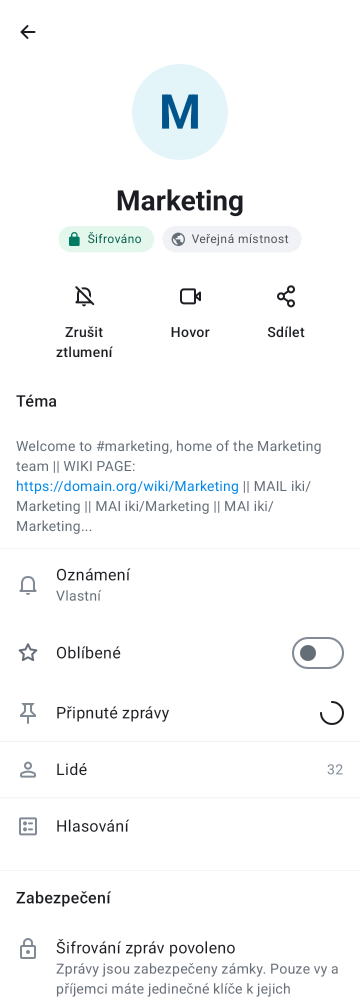 M
Marketing
Šifrováno
Veřejná místnost
Zrušit
ztlumení
Hovor
Sdílet
Téma
Welcome to #marketing, home of the Marketing
team || WIKI PAGE:
https://domain.org/wiki/Marketing || MAIL iki/
Marketing || MAI iki/Marketing || MAI iki/
Marketing...
Oznámení
Vlastní
Oblíbené
Připnuté zprávy
Lidé
32
Hlasování
Zabezpečení
Šifrování zpráv povoleno
Zprávy jsou zabezpečeny zámky. Pouze vy a
příjemci máte jedinečné klíče k jejich